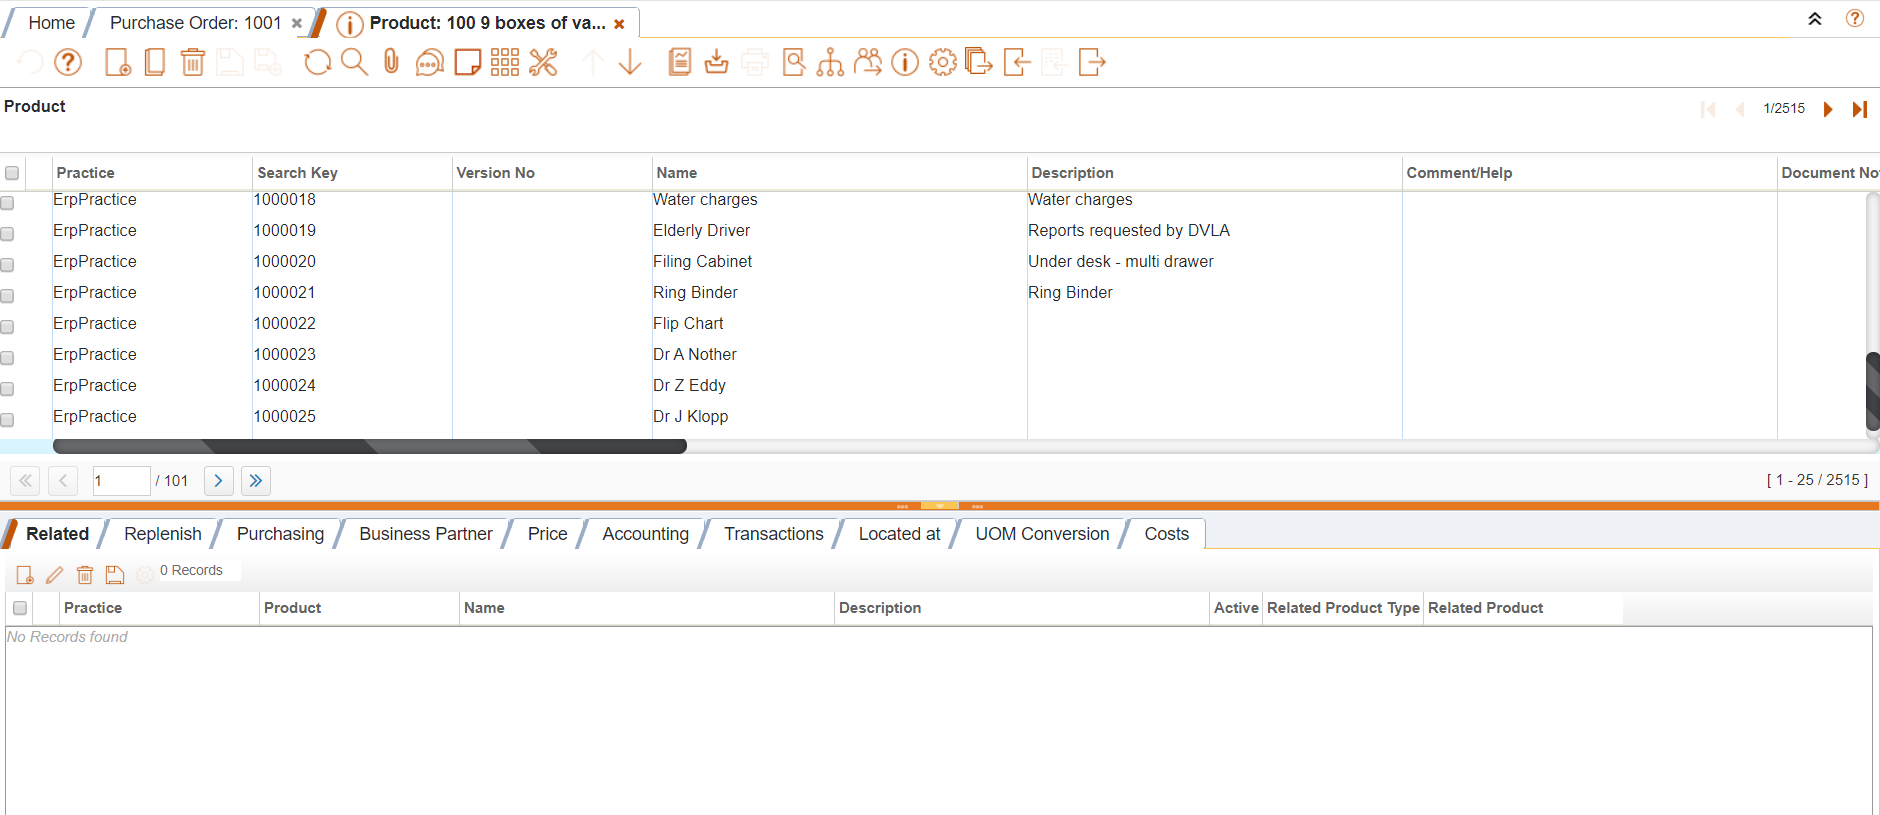 Home Purchase Order: 1001 Product: 100 9 boxes of va...
Product
1/2515
Practice Search Key Version No Name Description Comment/Help Document No
ErpPractice 1000018 Water charges Water charges
ErpPractice 1000019 Elderly Driver Reports requested by DVLA
ErpPractice 1000020 Filing Cabinet Under desk - multi drawer
ErpPractice 1000021 Ring Binder Ring Binder
ErpPractice 1000022 Flip Chart
ErpPractice 1000023 Dr A Nother
ErpPractice 1000024 Dr Z Eddy
ErpPractice 1000025 Dr J Klopp
1 / 101 [ 1 - 25 / 2515 ]
Related Replenish Purchasing Business Partner Price Accounting Transactions Located at UOM Conversion Costs
0 Records
Practice Product Name Description Active Related Product Type Related Product
No Records found